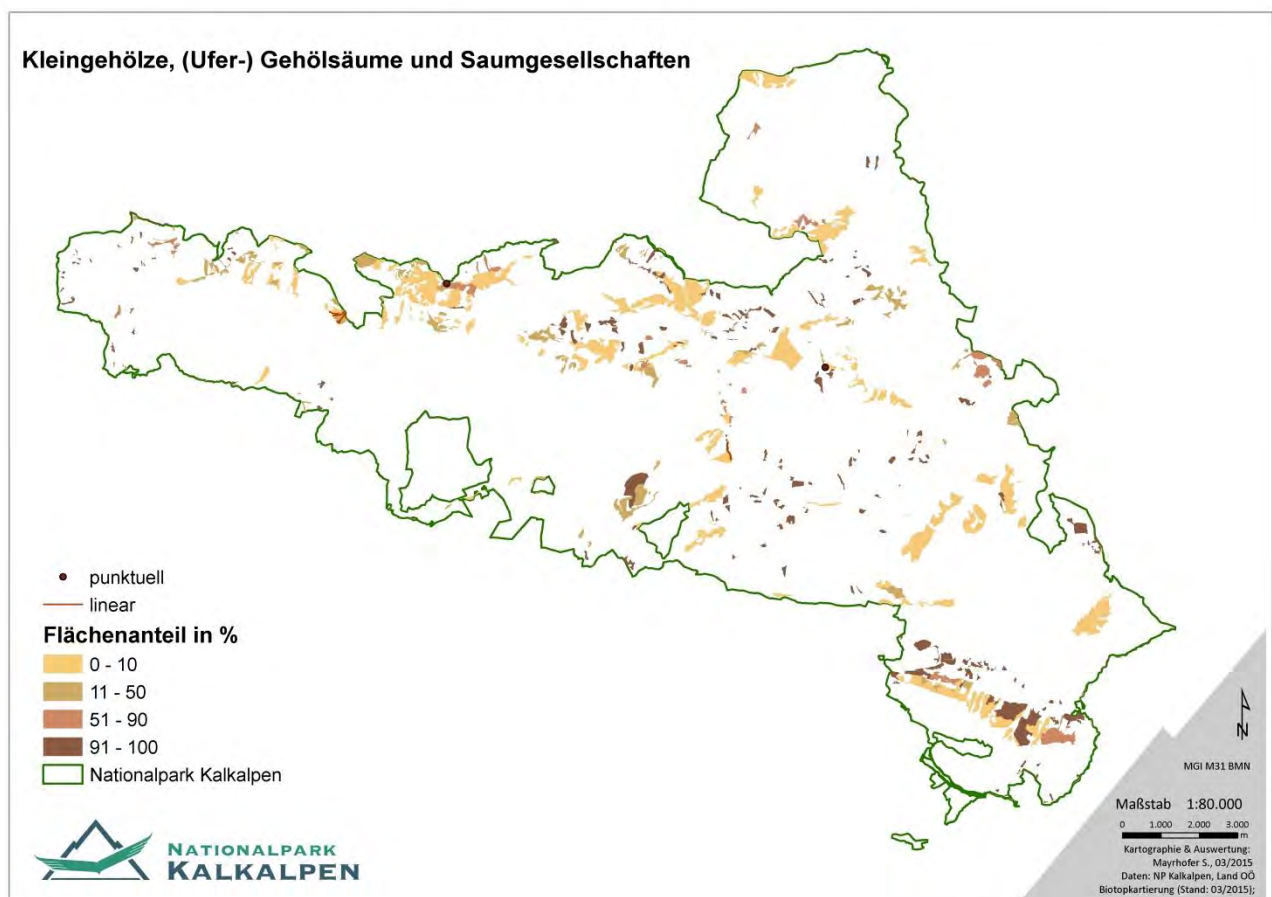 Kleingehölze, (Ufer-) Gehölsäume und Saumgesellschaften
punktuell
linear
Flächenanteil in %
0 - 10
11 - 50
51 - 90
91 - 100
Nationalpark Kalkalpen
NATIONALPARK
KALKALPEN
N
MGI M31 BMN
Maßstab 1:80.000
0 1.000 2.000 3.000
m
Kartographie & Auswertung:
Mayrhofer S., 03/2015
Daten: NP Kalkalpen, Land OÖ
Biotopkartierung (Stand: 03/2015);